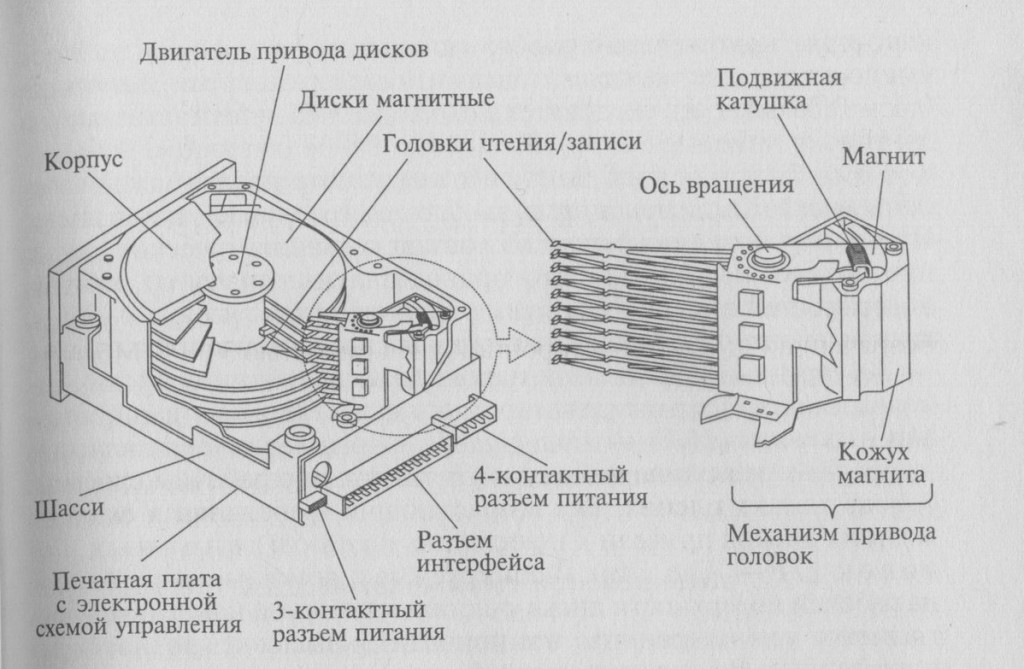 Двигатель привода дисков
Диски магнитные
Головки чтения/записи
Корпус
Подвижная
катушка
Магнит
Ось вращения
4-контактный
разъем питания
Кожух
магнита
Шасси
Разъем
интерфейса
Механизм привода
головок
Печатная плата
с электронной
схемой управления
3-контактный
разъем питания